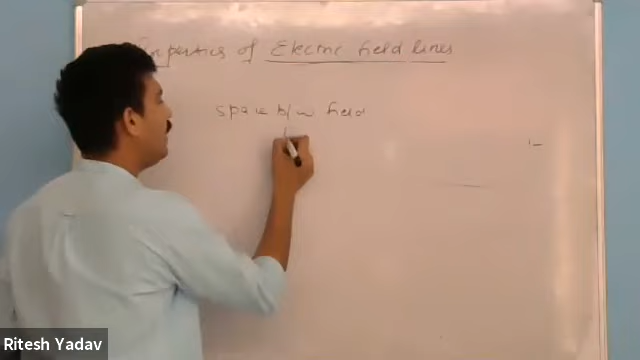 Properties of Electric field lines
space b/w field
Ritesh Yadav